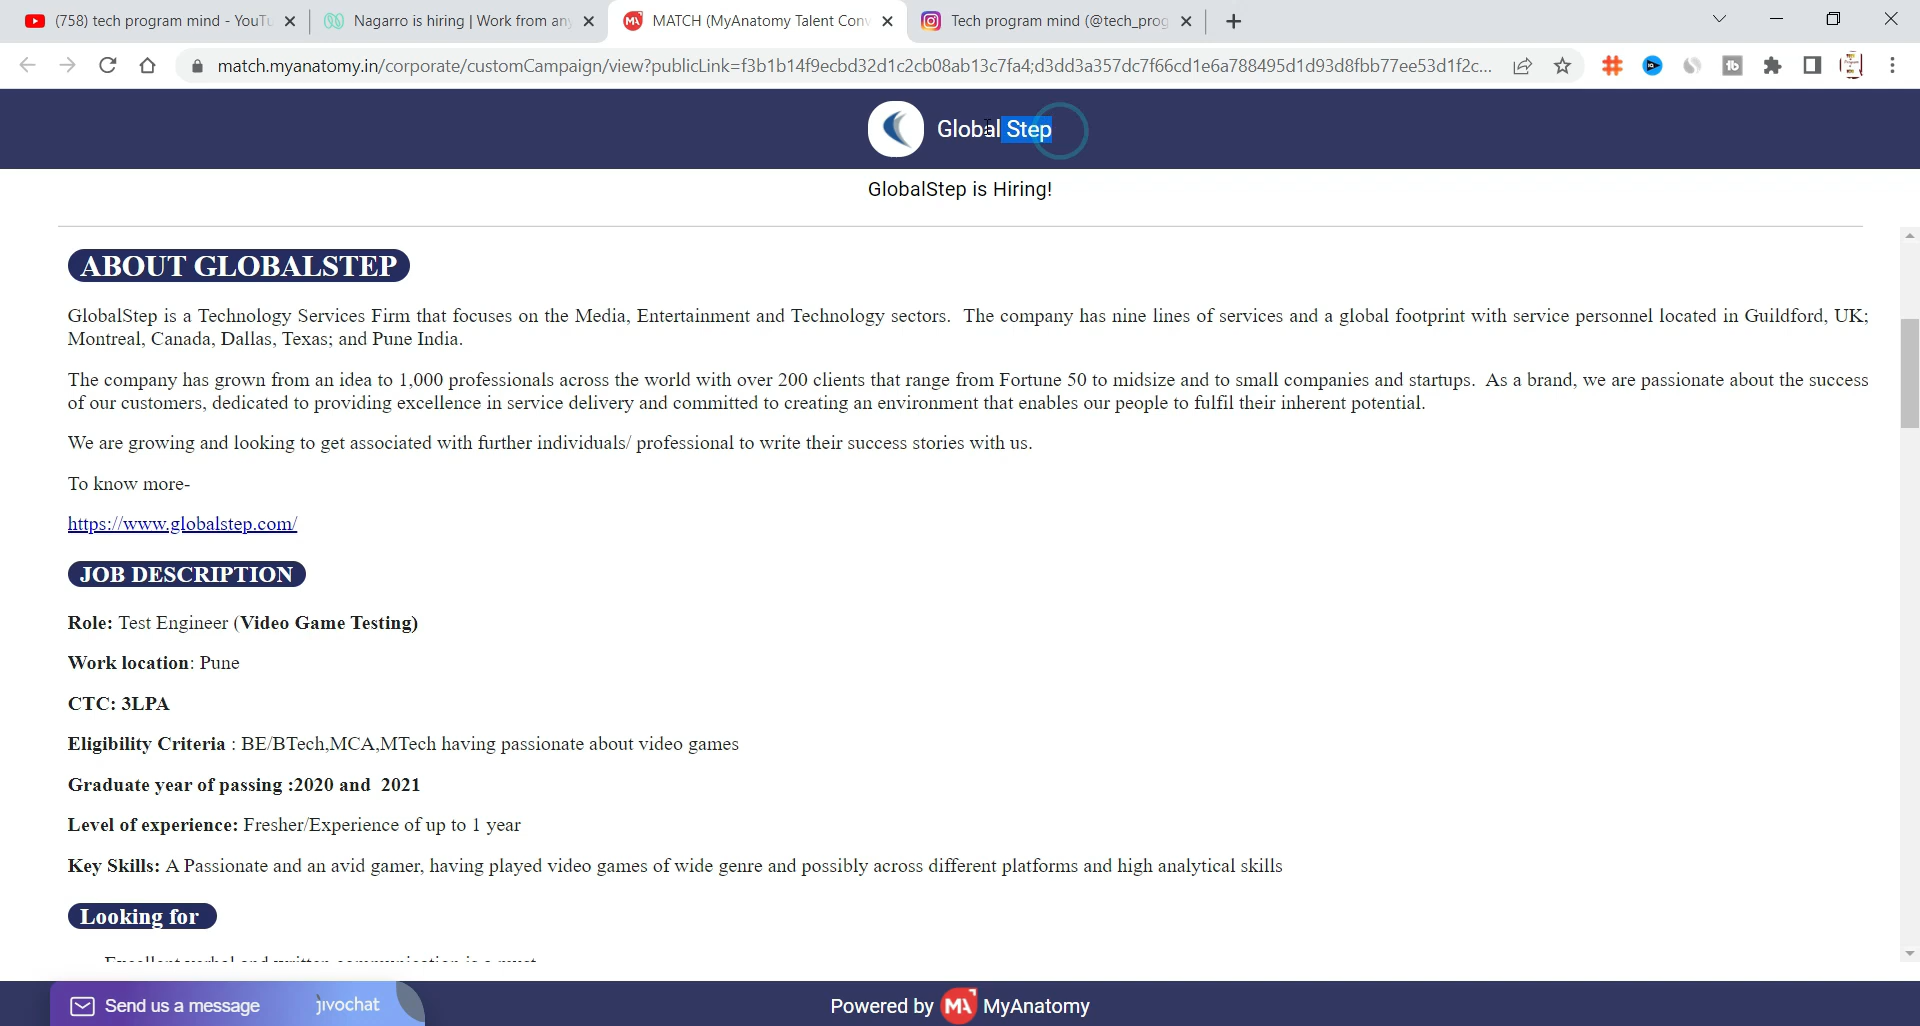 (758) tech program mind - YouTu
Nagarro is hiring | Work from any
MATCH (MyAnatomy Talent Conv
Tech program mind (@tech_prog
match.myanatomy.in/corporate/customCampaign/view?publicLink=f3b1b14f9ecbd32d1c2cb08ab13c7fa4;d3dd3a357dc7f66cd1e6a788495d1d93d8fbb77ee53d1f2c...
Global Step
GlobalStep is Hiring!
ABOUT GLOBALSTEP
GlobalStep is a Technology Services Firm that focuses on the Media, Entertainment and Technology sectors. The company has nine lines of services and a global footprint with service personnel located in Guildford, UK;
Montreal, Canada, Dallas, Texas; and Pune India.
The company has grown from an idea to 1,000 professionals across the world with over 200 clients that range from Fortune 50 to midsize and to small companies and startups. As a brand, we are passionate about the success
of our customers, dedicated to providing excellence in service delivery and committed to creating an environment that enables our people to fulfil their inherent potential.
We are growing and looking to get associated with further individuals/ professional to write their success stories with us.
To know more-
https://www.globalstep.com/
JOB DESCRIPTION
Role: Test Engineer (Video Game Testing)
Work location: Pune
CTC: 3LPA
Eligibility Criteria : BE/BTech,MCA,MTech having passionate about video games
Graduate year of passing :2020 and 2021
Level of experience: Fresher/Experience of up to 1 year
Key Skills: A Passionate and an avid gamer, having played video games of wide genre and possibly across different platforms and high analytical skills
Looking for
Send us a message jivochat
Powered by MA MyAnatomy